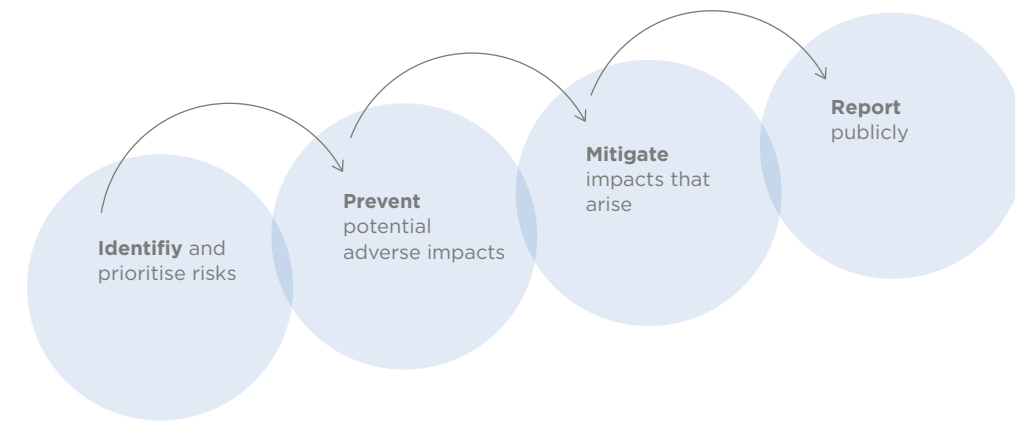 Identifiy and
prioritise risks
Prevent
potential
adverse impacts
Mitigate
impacts that
arise
Report
publicly